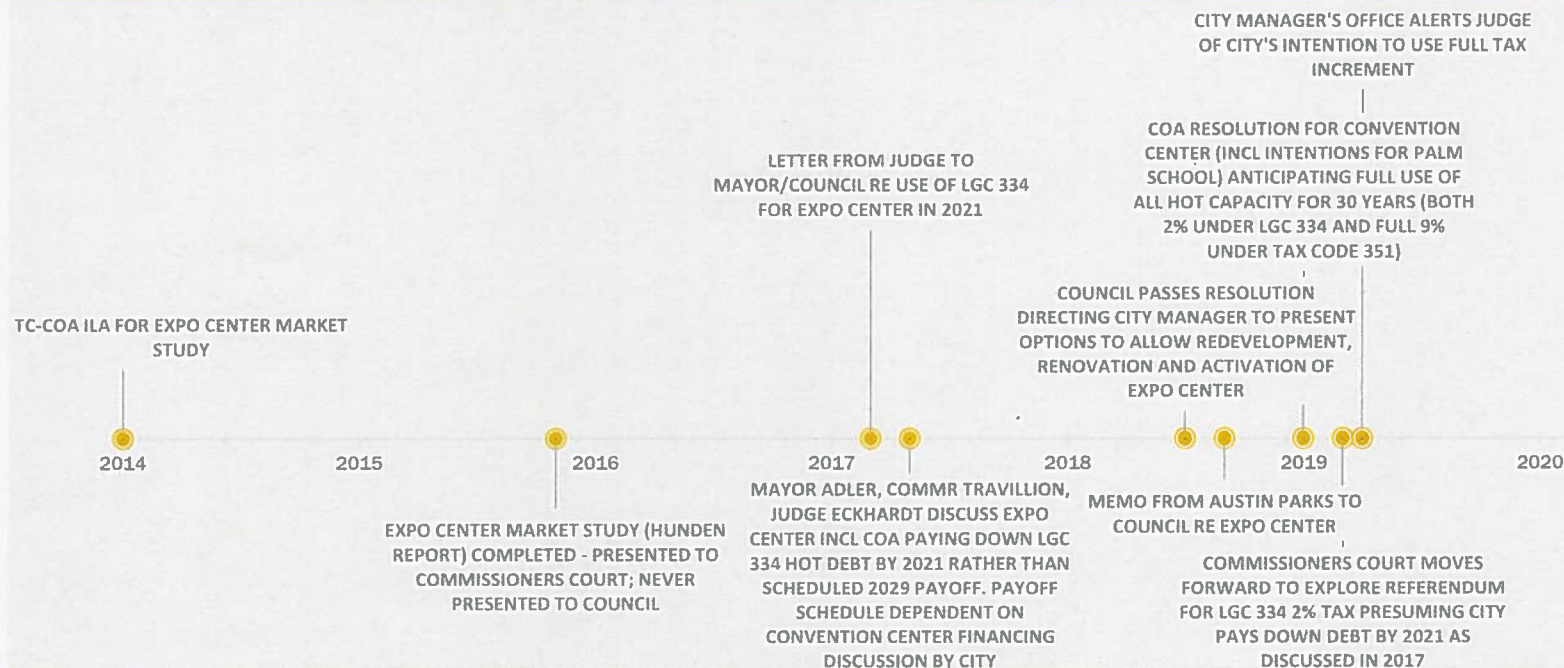 CITY MANAGER'S OFFICE ALERTS JUDGE
OF CITY'S INTENTION TO USE FULL TAX
INCREMENT
COA RESOLUTION FOR CONVENTION
CENTER (INCL INTENTIONS FOR PALM
SCHOOL) ANTICIPATING FULL USE OF
ALL HOT CAPACITY FOR 30 YEARS (BOTH
2% UNDER LGC 334 AND FULL 9%
UNDER TAX CODE 351)
LETTER FROM JUDGE TO
MAYOR/COUNCIL RE USE OF LGC 334
FOR EXPO CENTER IN 2021
COUNCIL PASSES RESOLUTION
DIRECTING CITY MANAGER TO PRESENT
OPTIONS TO ALLOW REDEVELOPMENT,
RENOVATION AND ACTIVATION OF
EXPO CENTER
TC-COA ILA FOR EXPO CENTER MARKET
STUDY
2014
2015
2016
2017
2018
2019
2020
EXPO CENTER MARKET STUDY (HUNDEN
REPORT) COMPLETED - PRESENTED TO
COMMISSIONERS COURT; NEVER
PRESENTED TO COUNCIL
MAYOR ADLER, COMMR TRAVILLION,
JUDGE ECKHARDT DISCUSS EXPO
CENTER INCL COA PAYING DOWN LGC
334 HOT DEBT BY 2021 RATHER THAN
SCHEDULED 2029 PAYOFF. PAYOFF
SCHEDULE DEPENDENT ON
CONVENTION CENTER FINANCING
DISCUSSION BY CITY
MEMO FROM AUSTIN PARKS TO
COUNCIL RE EXPO CENTER
COMMISSIONERS COURT MOVES
FORWARD TO EXPLORE REFERENDUM
FOR LGC 334 2% TAX PRESUMING CITY
PAYS DOWN DEBT BY 2021 AS
DISCUSSED IN 2017